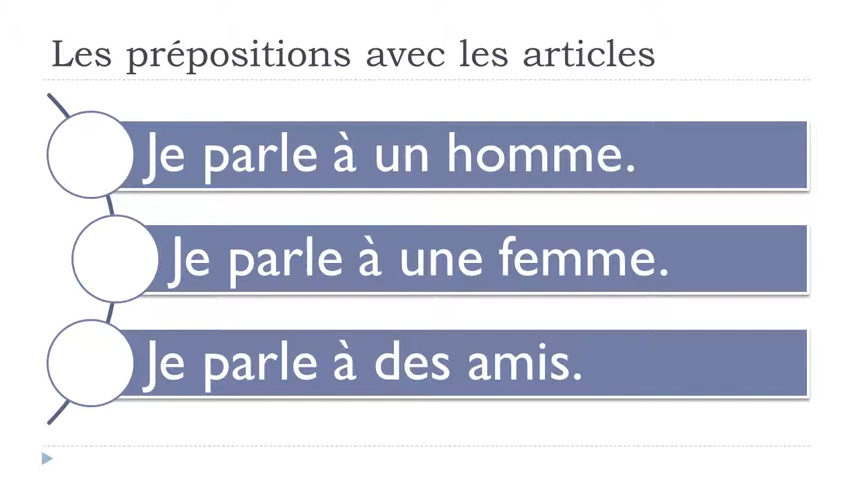 Les prépositions avec les articles
Je parle à un homme.
Je parle à une femme.
Je parle à des amis.